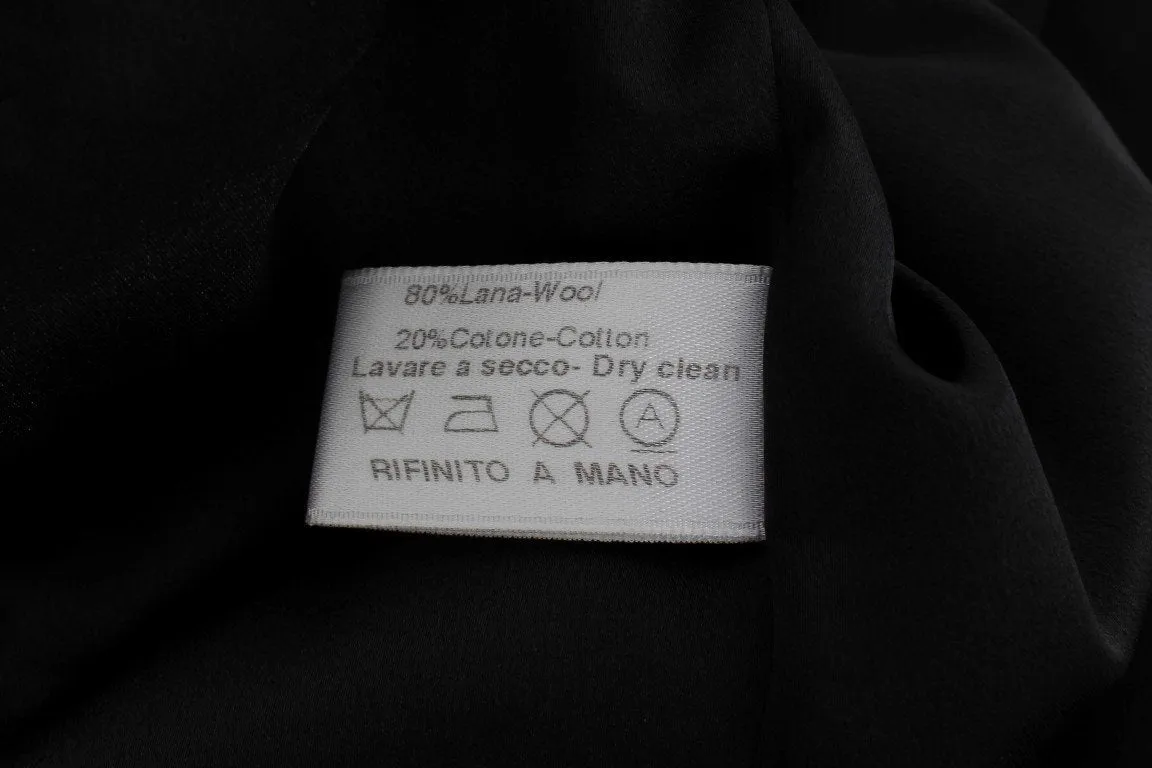 80%Lana-Wool
20%Cotone-Cotton
Lavare a secco- Dry clean
A
RIFINITO A MANO